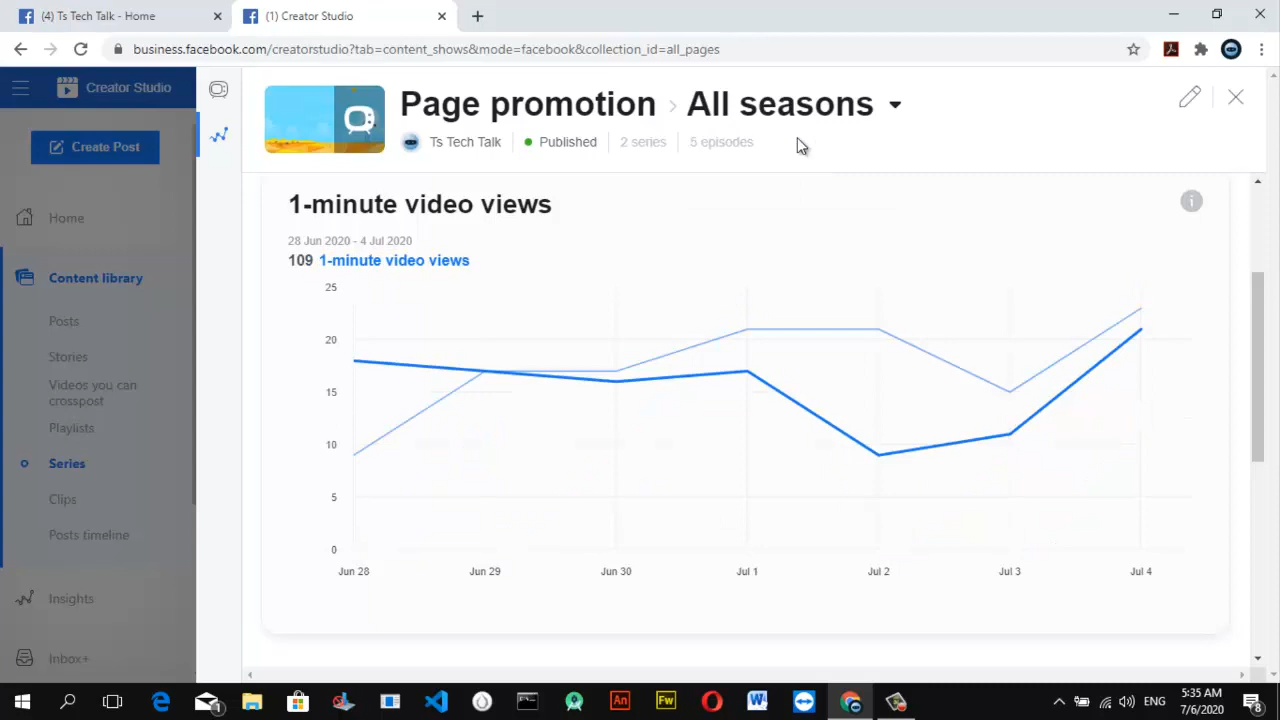 (4) Ts Tech Talk - Home
(1) Creator Studio
business.facebook.com/creatorstudio?tab=content_shows&mode=facebook&collection_id=all_pages
Creator Studio
Create Post
Home
Content library
Posts
Stories
Videos you can
crosspost
Playlists
Series
Clips
Posts timeline
Insights
Inbox+
Page promotion › All seasons
Ts Tech Talk
Published
2 series
5 episodes
1-minute video views
28 Jun 2020 - 4 Jul 2020
109 1-minute video views
25
20
15
10
5
0
Jun 28
Jun 29
Jun 30
Jul 1
Jul 2
Jul 3
Jul 4
1
An
Fw
W
ENG
5:35 AM
7/6/2020
8